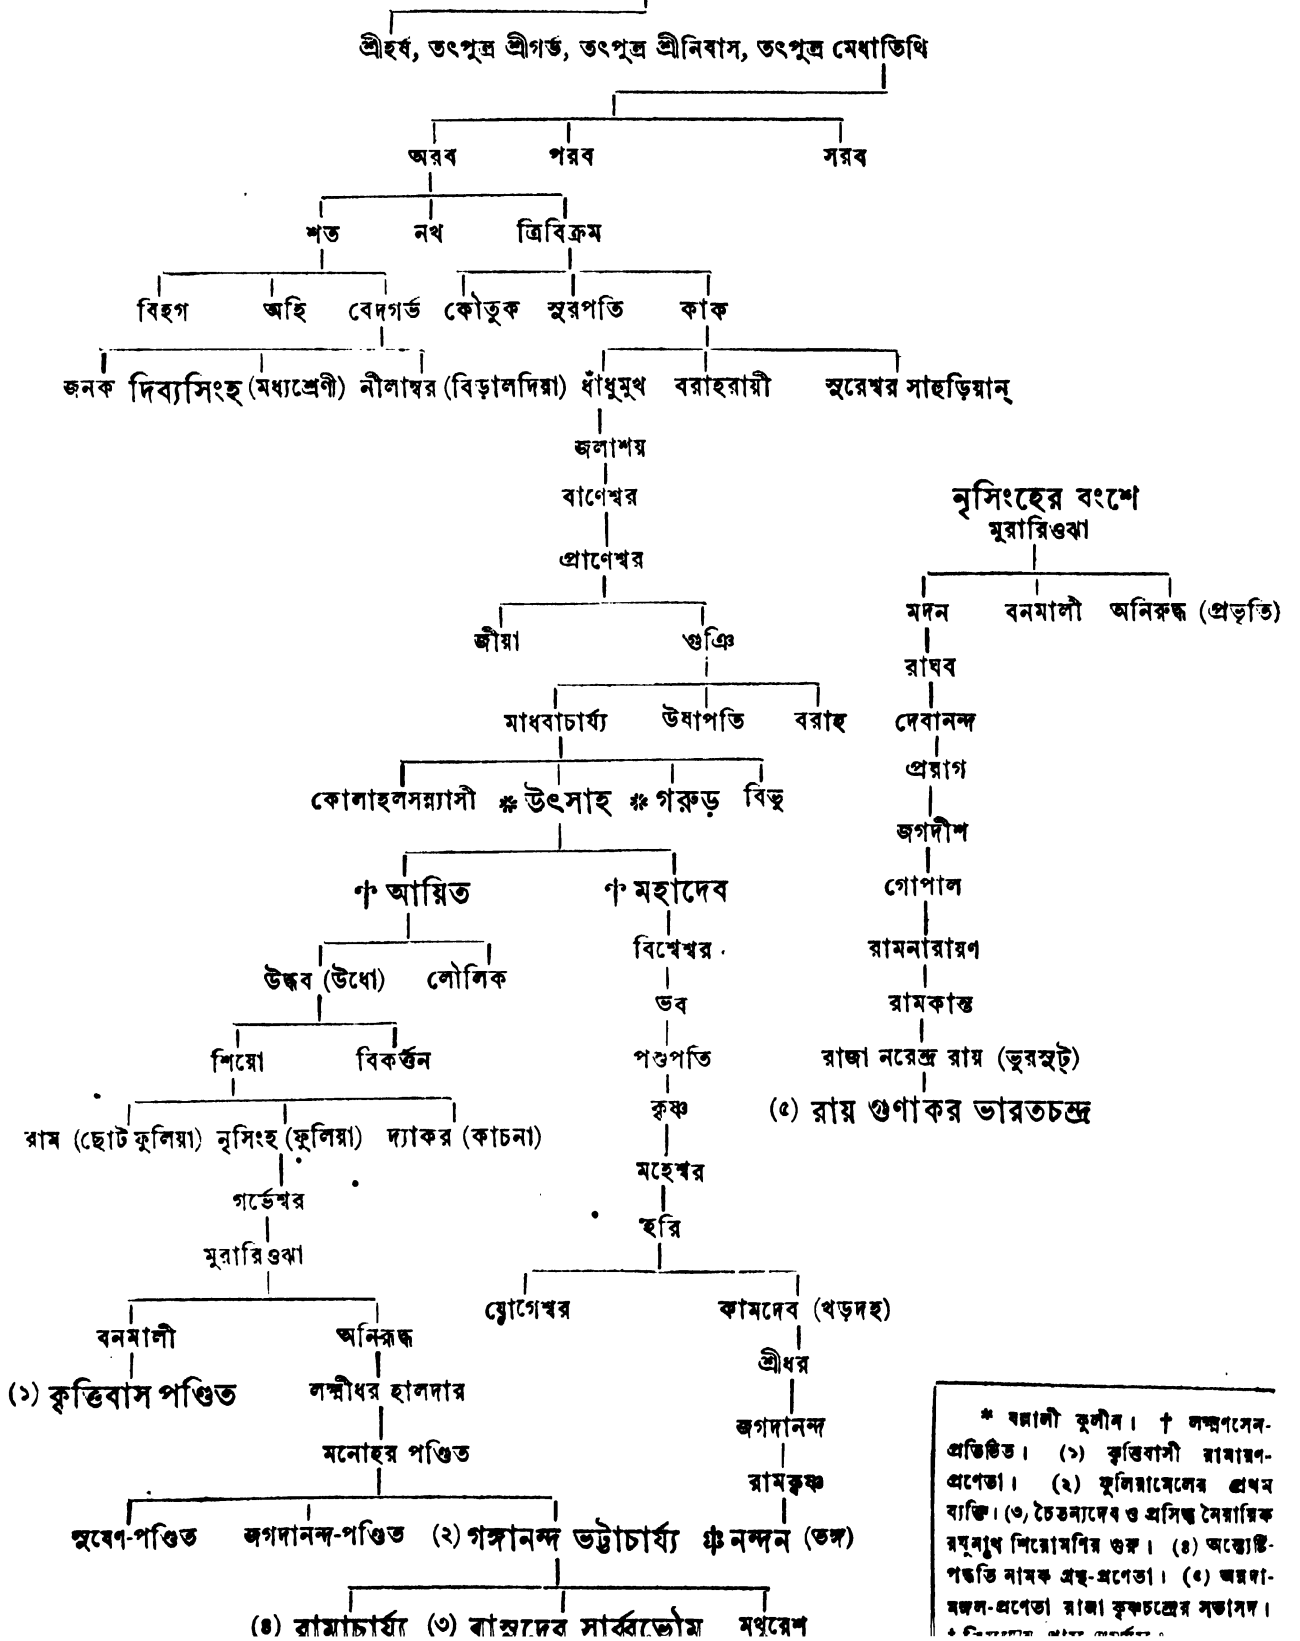 শ্রীহর্ষ, তৎপুত্র শ্রীগর্ভ, তৎপুত্র শ্রীনিবাস, তৎপুত্র মেধাতিথি
অরব পরব সরব
শত নথ ত্রিবিক্রম
বিহগ অহি বেদগর্ভ কৌতুক সুরপতি কাক
জনক দিব্যসিংহ (মধ্যশ্রেণী) নীলাম্বর (বিড়ালদিয়া) ধাঁধুমুখ বরাহরায়ী সুরেশ্বর সাহুড়িয়ান্
জলাশয়
বাণেশ্বর
প্রাণেশ্বর
জীয়া গুঞি
মাধবাচার্য্য উষাপতি বরাহ
কোলাহলসন্ন্যাসী * উৎসাহ * গরুড় বিভু
† আয়িত † মহাদেব
উদ্ধব (উধো) লৌলিক
শিয়ো বিকর্ত্তন
রাম (ছোট ফুলিয়া) নৃসিংহ (ফুলিয়া) দ্যাকর (কাচনা)
গর্ভেশ্বর
মুরারিওঝা
বনমালী অনিরুদ্ধ
(১) কৃত্তিবাস পণ্ডিত লক্ষ্মীধর হালদার
মনোহর পণ্ডিত
সুষেণ-পণ্ডিত জগদানন্দ-পণ্ডিত (২) গঙ্গানন্দ ভট্টাচার্য্য
(৪) রামাচার্য্য (৩) বাসুদেব সার্ব্বভৌম মথুরেশ
বিশ্বেশ্বর
ভব
পশুপতি
কৃষ্ণ
মহেশ্বর
হরি
যোগেশ্বর কামদেব (খড়দহ)
শ্রীধর
জগদানন্দ
রামকৃষ্ণ
নন্দন (ভঙ্গ)
নৃসিংহের বংশে
মুরারিওঝা
মদন বনমালী অনিরুদ্ধ (প্রভৃতি)
রাঘব
দেবানন্দ
প্রয়াগ
জগদীশ
গোপাল
রামনারায়ণ
রামকান্ত
রাজা নরেন্দ্র রায় (ভুরসুট্)
(৫) রায় গুণাকর ভারতচন্দ্র
* বল্লালী কুলীন। † লক্ষ্মণসেন-
প্রতিষ্ঠিত। (১) কৃত্তিবাসী রামায়ণ-
প্রণেতা। (২) ফুলিয়ামেলের প্রথম
ব্যক্তি। (৩) চৈতন্যদেব ও প্রসিদ্ধ নৈয়ায়িক
রঘুনাথ শিরোমণির গুরু। (৪) অন্ত্যেষ্টি-
পদ্ধতি নামক গ্রন্থ-প্রণেতা। (৫) অন্নদা-
মঙ্গল-প্রণেতা রাজা কৃষ্ণচন্দ্রের সভাসদ।